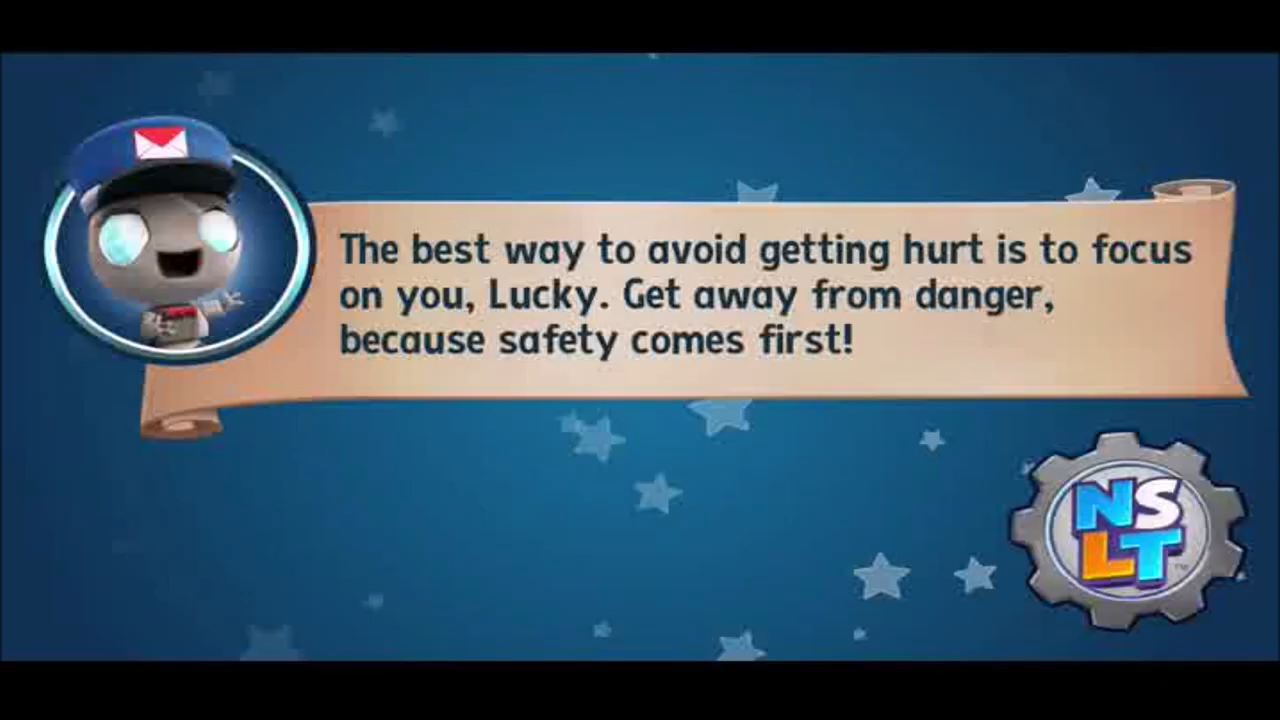 The best way to avoid getting hurt is to focus
on you, Lucky. Get away from danger,
because safety comes first!
NS
LT
TM